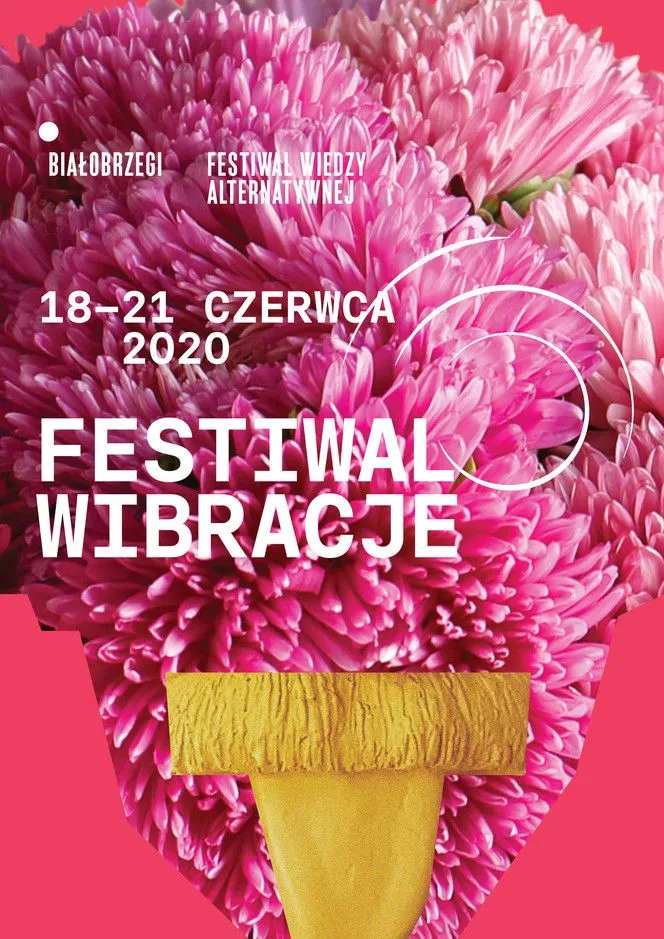 BIAŁOBRZEGI
FESTIWAL WIEDZY
ALTERNATYWNEJ
18–21 CZERWCA
2020
FESTIWAL
WIBRACJE